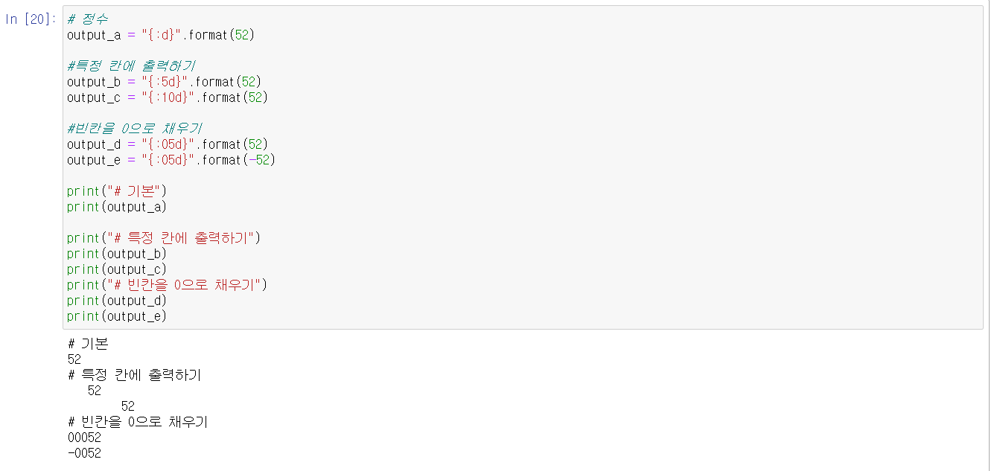 In [20]:
# 정수
output_a = "{:d}".format(52)
#특정 칸에 출력하기
output_b = "{:5d}".format(52)
output_c = "{:10d}".format(52)
#빈칸을 0으로 채우기
output_d = "{:05d}".format(52)
output_e = "{:05d}".format(-52)
print("# 기본")
print(output_a)
print("# 특정 칸에 출력하기")
print(output_b)
print(output_c)
print("# 빈칸을 0으로 채우기")
print(output_d)
print(output_e)
# 기본
52
# 특정 칸에 출력하기
   52
        52
# 빈칸을 0으로 채우기
00052
-0052